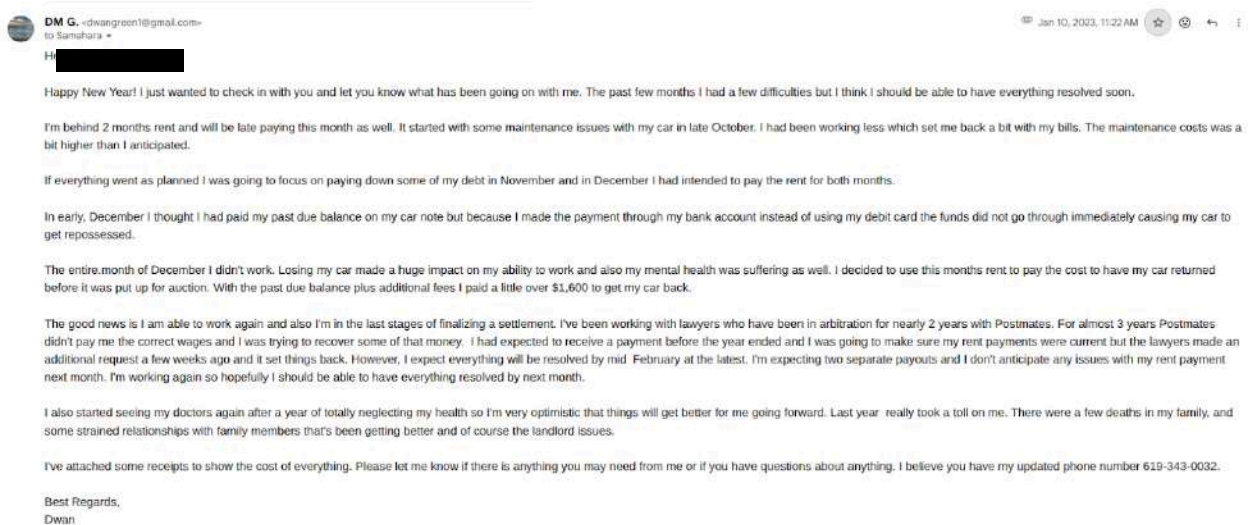 DM G. <dwangreen1@gmail.com>
Jan 10, 2023, 11:22 AM
to Samahara
He
Happy New Year! I just wanted to check in with you and let you know what has been going on with me. The past few months I had a few difficulties but I think I should be able to have everything resolved soon.
I'm behind 2 months rent and will be late paying this month as well. It started with some maintenance issues with my car in late October. I had been working less which set me back a bit with my bills. The maintenance costs was a
bit higher than I anticipated.
If everything went as planned I was going to focus on paying down some of my debt in November and in December I had intended to pay the rent for both months.
In early, December I thought I had paid my past due balance on my car note but because I made the payment through my bank account instead of using my debit card the funds did not go through immediately causing my car to
get repossessed.
The entire.month of December I didn't work. Losing my car made a huge impact on my ability to work and also my mental health was suffering as well. I decided to use this months rent to pay the cost to have my car returned
before it was put up for auction. With the past due balance plus additional fees I paid a little over $1,600 to get my car back.
The good news is I am able to work again and also I'm in the last stages of finalizing a settlement. I've been working with lawyers who have been in arbitration for nearly 2 years with Postmates. For almost 3 years Postmates
didn't pay me the correct wages and I was trying to recover some of that money. I had expected to receive a payment before the year ended and I was going to make sure my rent payments were current but the lawyers made an
additional request a few weeks ago and it set things back. However, I expect everything will be resolved by mid February at the latest. I'm expecting two separate payouts and I don't anticipate any issues with my rent payment
next month. I'm working again so hopefully I should be able to have everything resolved by next month.
I also started seeing my doctors again after a year of totally neglecting my health so I'm very optimistic that things will get better for me going forward. Last year really took a toll on me. There were a few deaths in my family, and
some strained relationships with family members that's been getting better and of course the landlord issues.
I've attached some receipts to show the cost of everything. Please let me know if there is anything you may need from me or if you have questions about anything. I believe you have my updated phone number 619-343-0032.
Best Regards,
Dwan